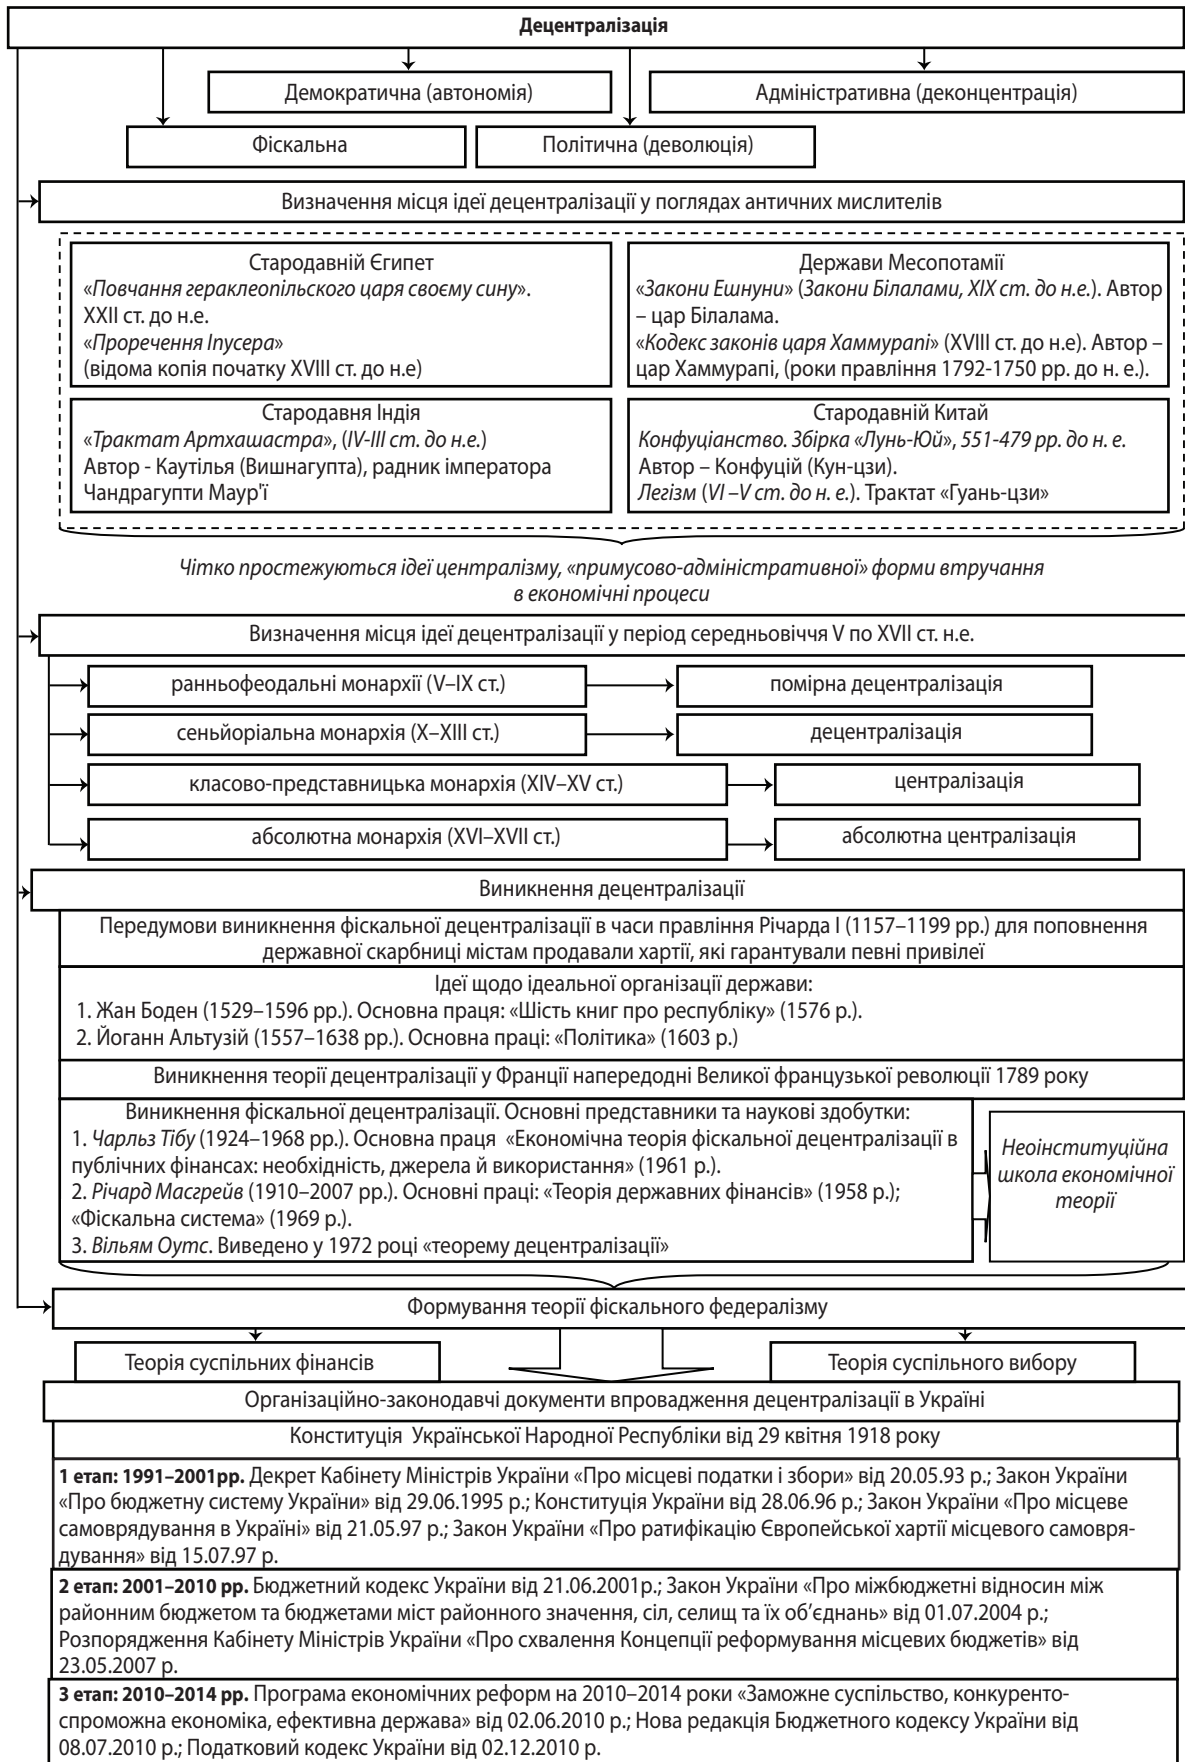 Децентралізація
Демократична (автономія)
Адміністративна (деконцентрація)
Фіскальна
Політична (деволюція)
Визначення місця ідеї децентралізації у поглядах античних мислителів
Стародавній Єгипет
«Повчання гераклеопільского царя своєму сину».
XXII ст. до н.е.
«Проречення Іпусера»
(відома копія початку XVIII ст. до н.е)
Держави Месопотамії
«Закони Ешнуни» (Закони Білалами, XIX ст. до н.е.). Автор
– цар Білалама.
«Кодекс законів царя Хаммурапі» (XVIII ст. до н.е). Автор –
цар Хаммурапі, (роки правління 1792-1750 рр. до н. е.).
Стародавня Індія
«Трактат Артхашастра», (IV-III ст. до н.е.)
Автор - Каутілья (Вишнагупта), радник імператора
Чандрагупти Маур'ї
Стародавній Китай
Конфуціанство. Збірка «Лунь-Юй», 551-479 рр. до н. е.
Автор – Конфуцій (Кун-цзи).
Легізм (VI –V ст. до н. е.). Трактат «Гуань-цзи»
Чітко простежуються ідеї централізму, «примусово-адміністративної» форми втручання
в економічні процеси
Визначення місця ідеї децентралізації у період середньовіччя V по XVII ст. н.е.
ранньофеодальні монархії (V–IX ст.)
помірна децентралізація
сеньйоріальна монархія (X–XIII ст.)
децентралізація
класово-представницька монархія (XIV–XV ст.)
централізація
абсолютна монархія (XVI–XVII ст.)
абсолютна централізація
Виникнення децентралізації
Передумови виникнення фіскальної децентралізації в часи правління Річарда I (1157–1199 рр.) для поповнення
державної скарбниці містам продавали хартії, які гарантували певні привілеї
Ідеї щодо ідеальної організації держави:
1. Жан Боден (1529–1596 рр.). Основна праця: «Шість книг про республіку» (1576 р.).
2. Йоганн Альтузій (1557–1638 рр.). Основна праці: «Політика» (1603 р.)
Виникнення теорії децентралізації у Франції напередодні Великої французької революції 1789 року
Виникнення фіскальної децентралізації. Основні представники та наукові здобутки:
1. Чарльз Тібу (1924–1968 рр.). Основна праця «Економічна теорія фіскальної децентралізації в
публічних фінансах: необхідність, джерела й використання» (1961 р.).
2. Річард Масгрейв (1910–2007 рр.). Основні праці: «Теорія державних фінансів» (1958 р.);
«Фіскальна система» (1969 р.).
3. Вільям Оутс. Виведено у 1972 році «теорему децентралізації»
Неоінституційна
школа економічної
теорії
Формування теорії фіскального федералізму
Теорія суспільних фінансів
Теорія суспільного вибору
Організаційно-законодавчі документи впровадження децентралізації в Україні
Конституція Української Народної Республіки від 29 квітня 1918 року
1 етап: 1991–2001рр. Декрет Кабінету Міністрів України «Про місцеві податки і збори» від 20.05.93 р.; Закон України
«Про бюджетну систему України» від 29.06.1995 р.; Конституція України від 28.06.96 р.; Закон України «Про місцеве
самоврядування в Україні» від 21.05.97 р.; Закон України «Про ратифікацію Європейської хартії місцевого самовря-
дування» від 15.07.97 р.
2 етап: 2001–2010 рр. Бюджетний кодекс України від 21.06.2001р.; Закон України «Про міжбюджетні відносин між
районним бюджетом та бюджетами міст районного значення, сіл, селищ та їх об’єднань» від 01.07.2004 р.;
Розпорядження Кабінету Міністрів України «Про схвалення Концепції реформування місцевих бюджетів» від
23.05.2007 р.
3 етап: 2010–2014 рр. Програма економічних реформ на 2010–2014 роки «Заможне суспільство, конкуренто-
спроможна економіка, ефективна держава» від 02.06.2010 р.; Нова редакція Бюджетного кодексу України від
08.07.2010 р.; Податковий кодекс України від 02.12.2010 р.